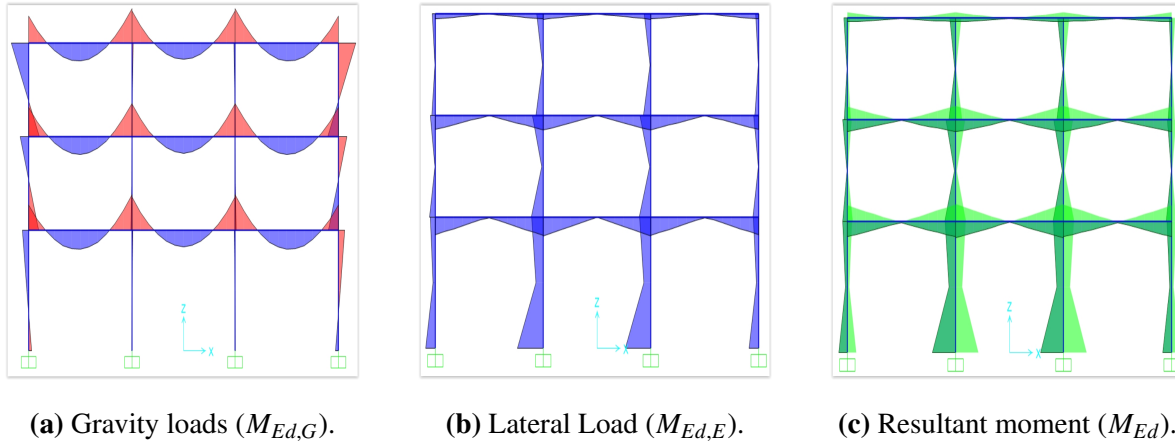 Z
X
Z
X
Z
X
(a) Gravity loads (M_{Ed,G}).
(b) Lateral Load (M_{Ed,E}).
(c) Resultant moment (M_{Ed}).